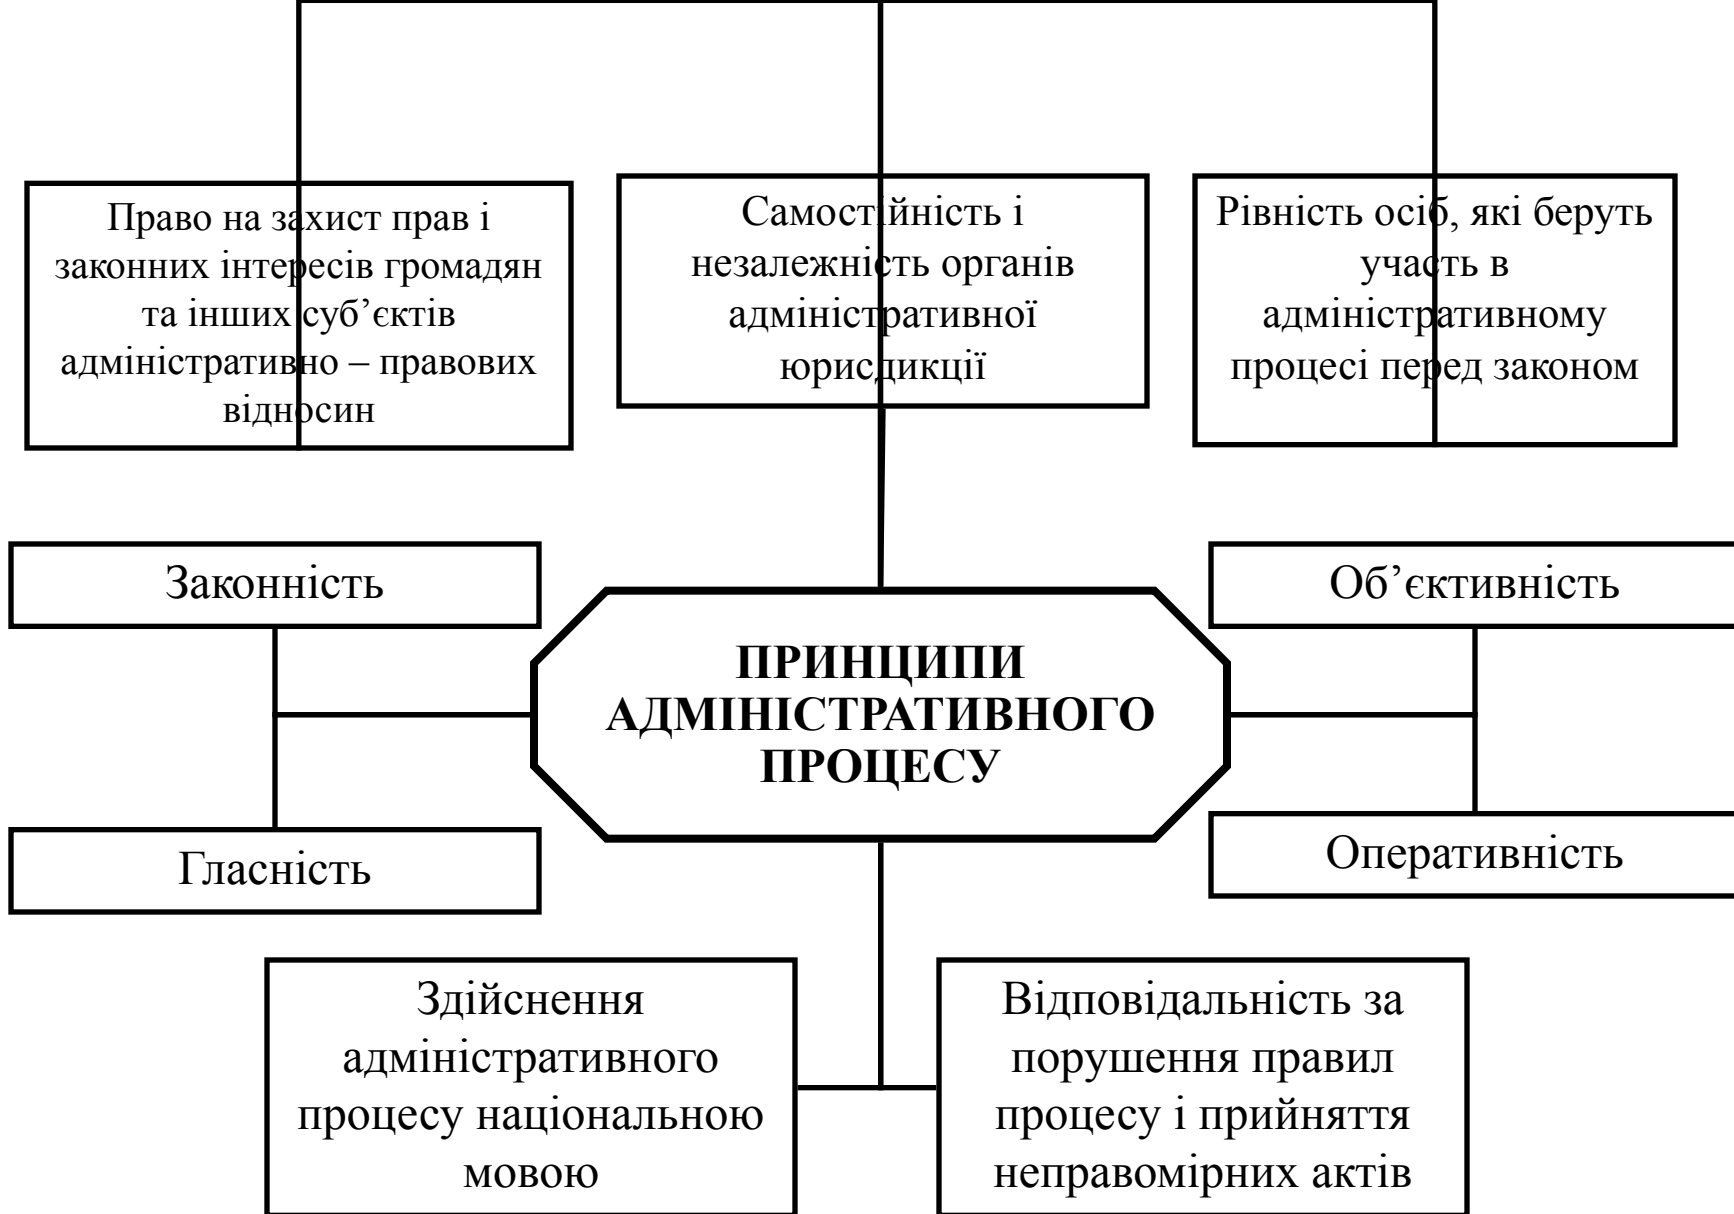 Право на захист прав і
законних інтересів громадян
та інших суб’єктів
адміністративно – правових
відносин
Самостійність і
незалежність органів
адміністративної
юрисдикції
Рівність осіб, які беруть
участь в
адміністративному
процесі перед законом
Законність
Об’єктивність
ПРИНЦИПИ
АДМІНІСТРАТИВНОГО
ПРОЦЕСУ
Гласність
Оперативність
Здійснення
адміністративного
процесу національною
мовою
Відповідальність за
порушення правил
процесу і прийняття
неправомірних актів